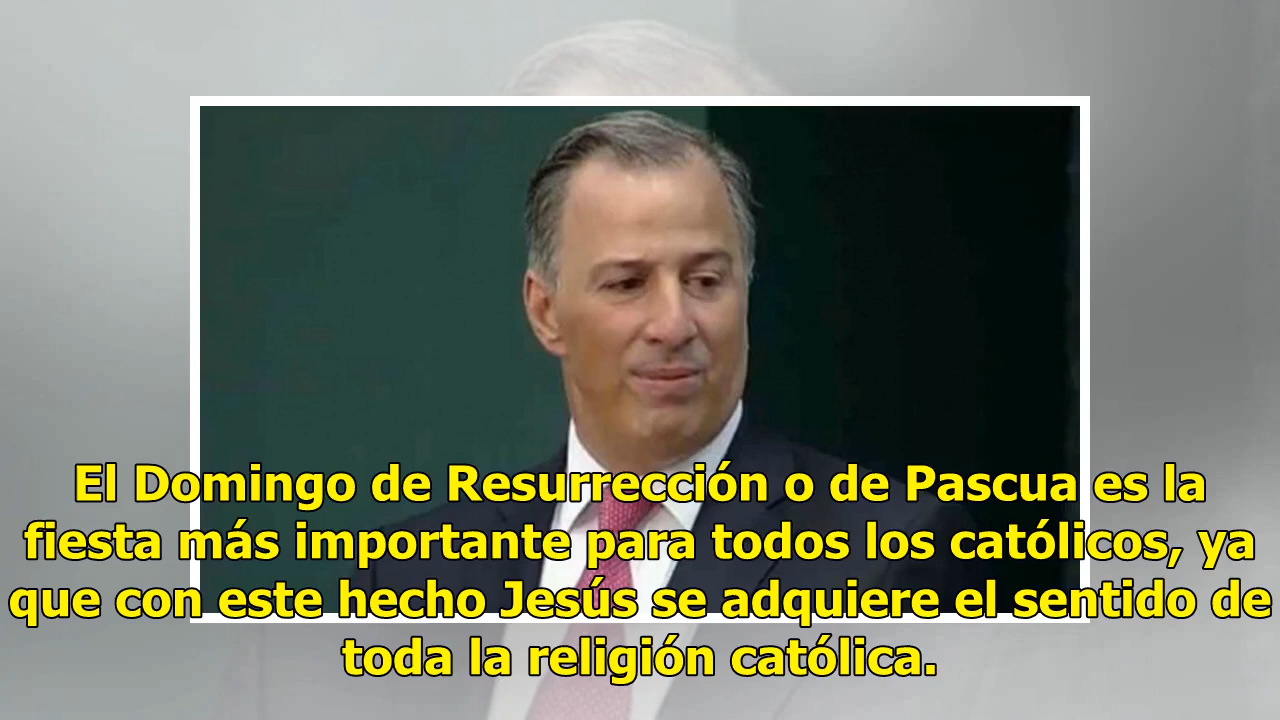 El Domingo de Resurrección o de Pascua es la
fiesta más importante para todos los católicos, ya
que con este hecho Jesús se adquiere el sentido de
toda la religión católica.